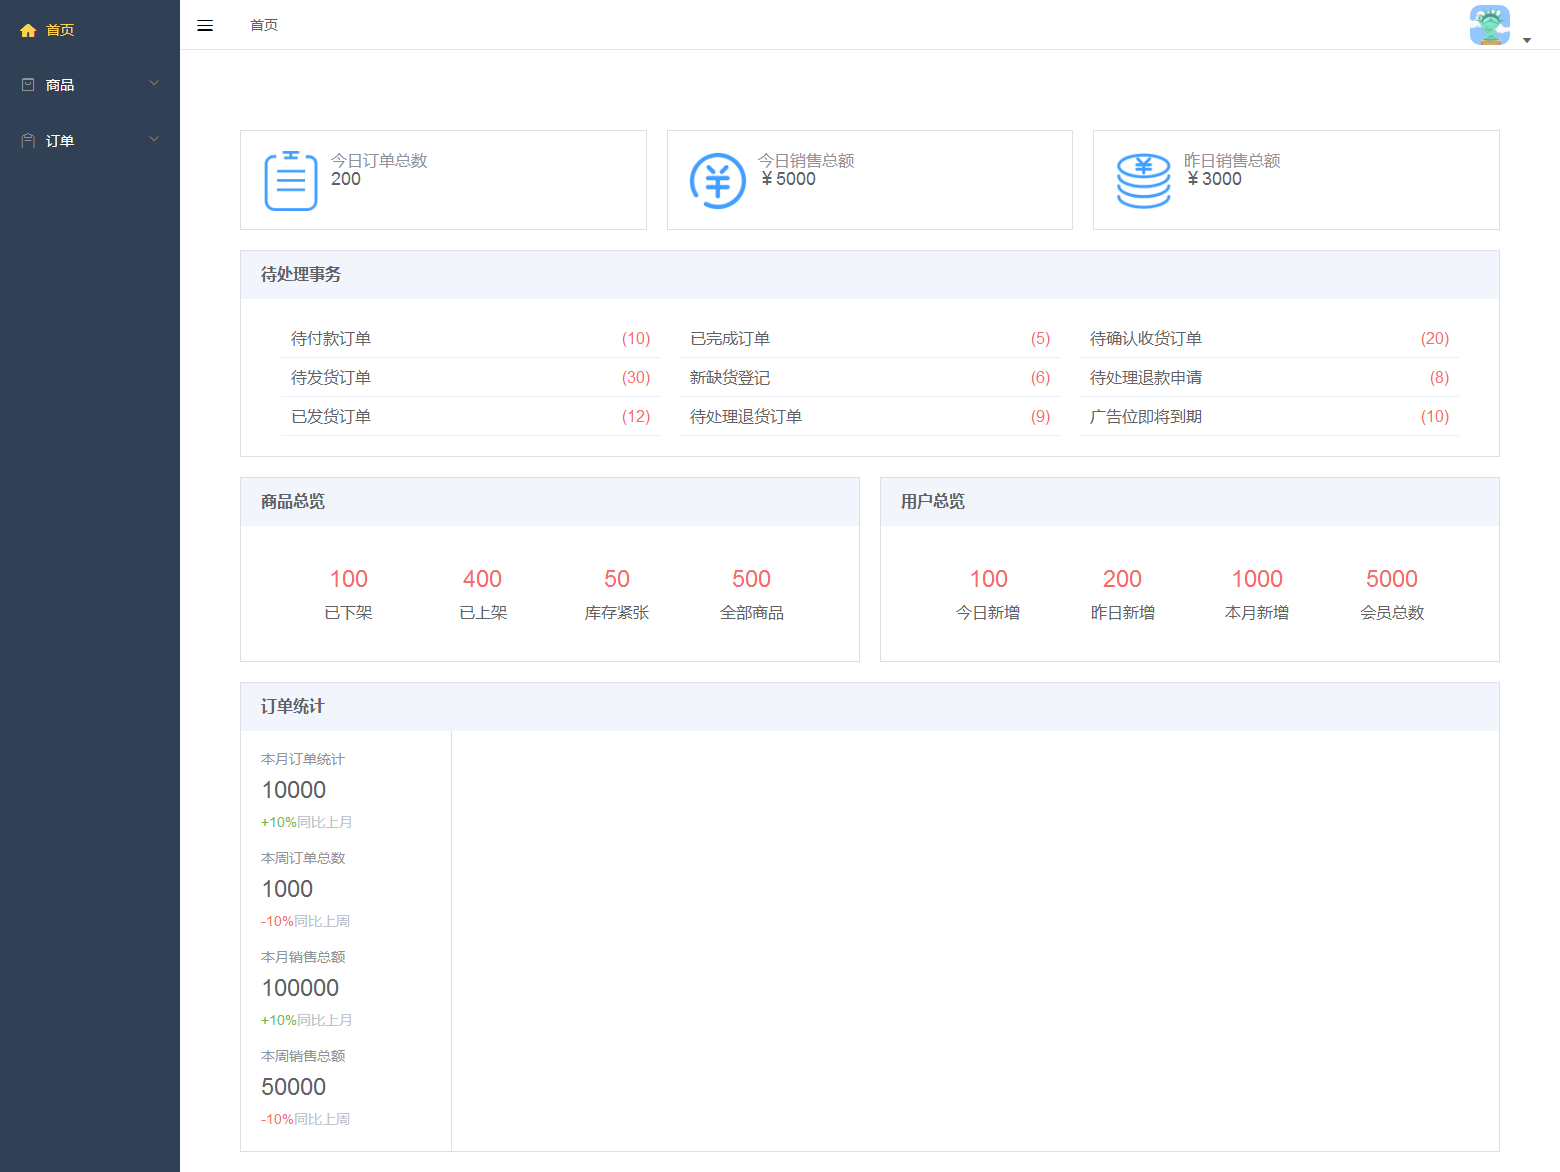 首页
商品
订单
首页
今日订单总数
200
今日销售总额
￥5000
昨日销售总额
￥3000
待处理事务
待付款订单 (10)
已完成订单 (5)
待确认收货订单 (20)
待发货订单 (30)
新缺货登记 (6)
待处理退款申请 (8)
已发货订单 (12)
待处理退货订单 (9)
广告位即将到期 (10)
商品总览
100 400 50 500
已下架 已上架 库存紧张 全部商品
用户总览
100 200 1000 5000
今日新增 昨日新增 本月新增 会员总数
订单统计
本月订单统计
10000
+10%同比上月
本周订单总数
1000
-10%同比上周
本月销售总额
100000
+10%同比上月
本周销售总额
50000
-10%同比上周